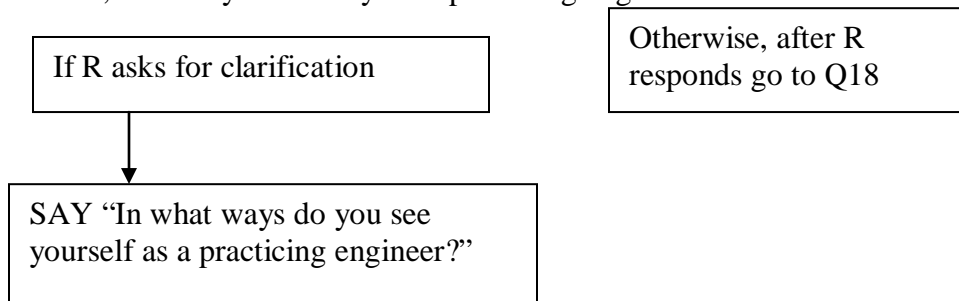 If R asks for clarification
Otherwise, after R
responds go to Q18
SAY “In what ways do you see
yourself as a practicing engineer?”